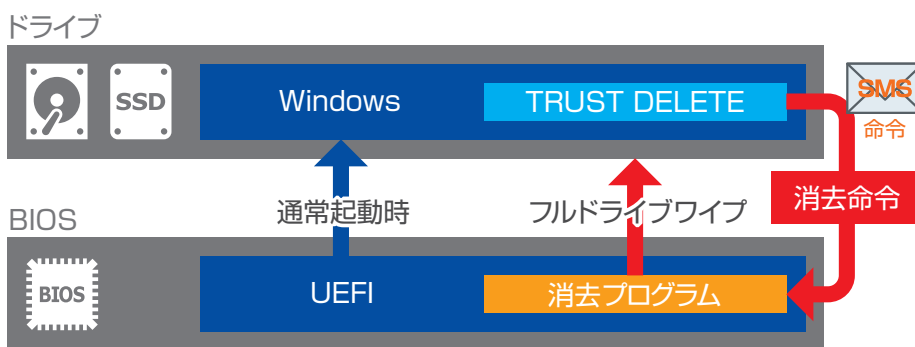 ドライブ
SSD
Windows
TRUST DELETE
SMS
命令
通常起動時
フルドライブワイプ
消去命令
BIOS
BIOS
UEFI
消去プログラム